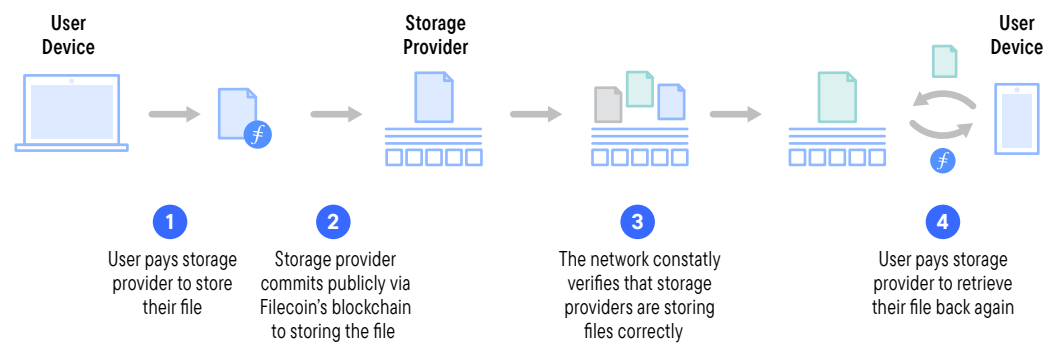 User
Device
Storage
Provider
User
Device
1
User pays storage
provider to store
their file
2
Storage provider
commits publicly via
Filecoin's blockchain
to storing the file
3
The network constatly
verifies that storage
providers are storing
files correctly
4
User pays storage
provider to retrieve
their file back again